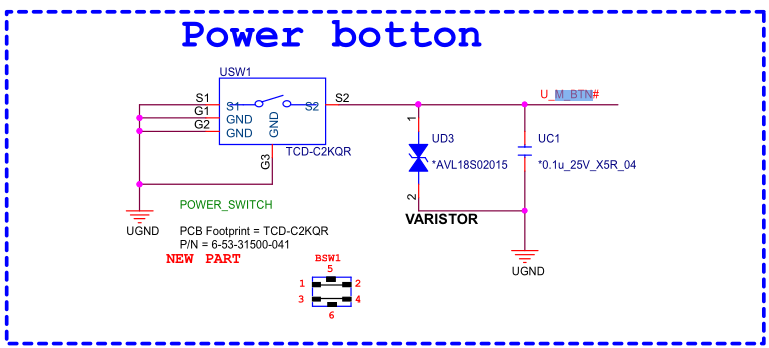 Power botton
USW1
U_M_BTN#
S1
S1
S2
S2
G1
GND
G2
GND
GND
G3
TCD-C2KQR
1
UD3
*AVL18S02015
2
VARISTOR
UC1
*0.1u_25V_X5R_04
UGND
POWER_SWITCH
PCB Footprint = TCD-C2KQR
P/N = 6-53-31500-041
NEW PART
UGND
BSW1
5
1
2
3
4
6